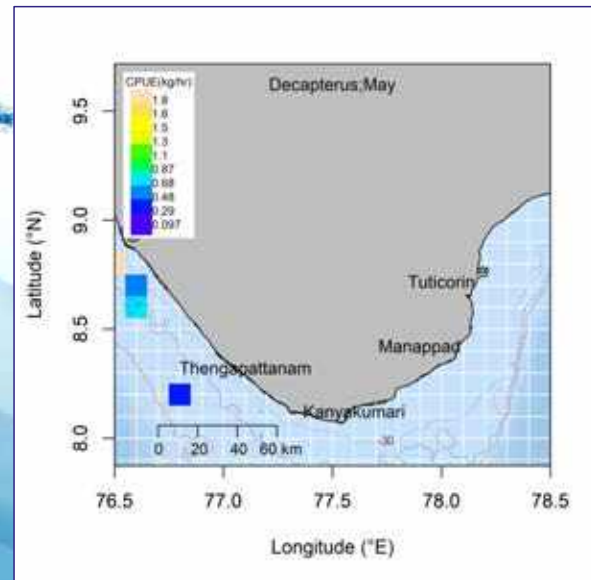 CPUE(kg/hr)
1.8
1.6
1.5
1.3
1.1
0.87
0.68
0.48
0.29
0.097
Decapterus;May
9.5
9.0
8.5
8.0
Latitude (°N)
Tuticorin
Manappad
Thengapattanam
Kanyakumari
-30
0 20 40 60 km
76.5 77.0 77.5 78.0 78.5
Longitude (°E)